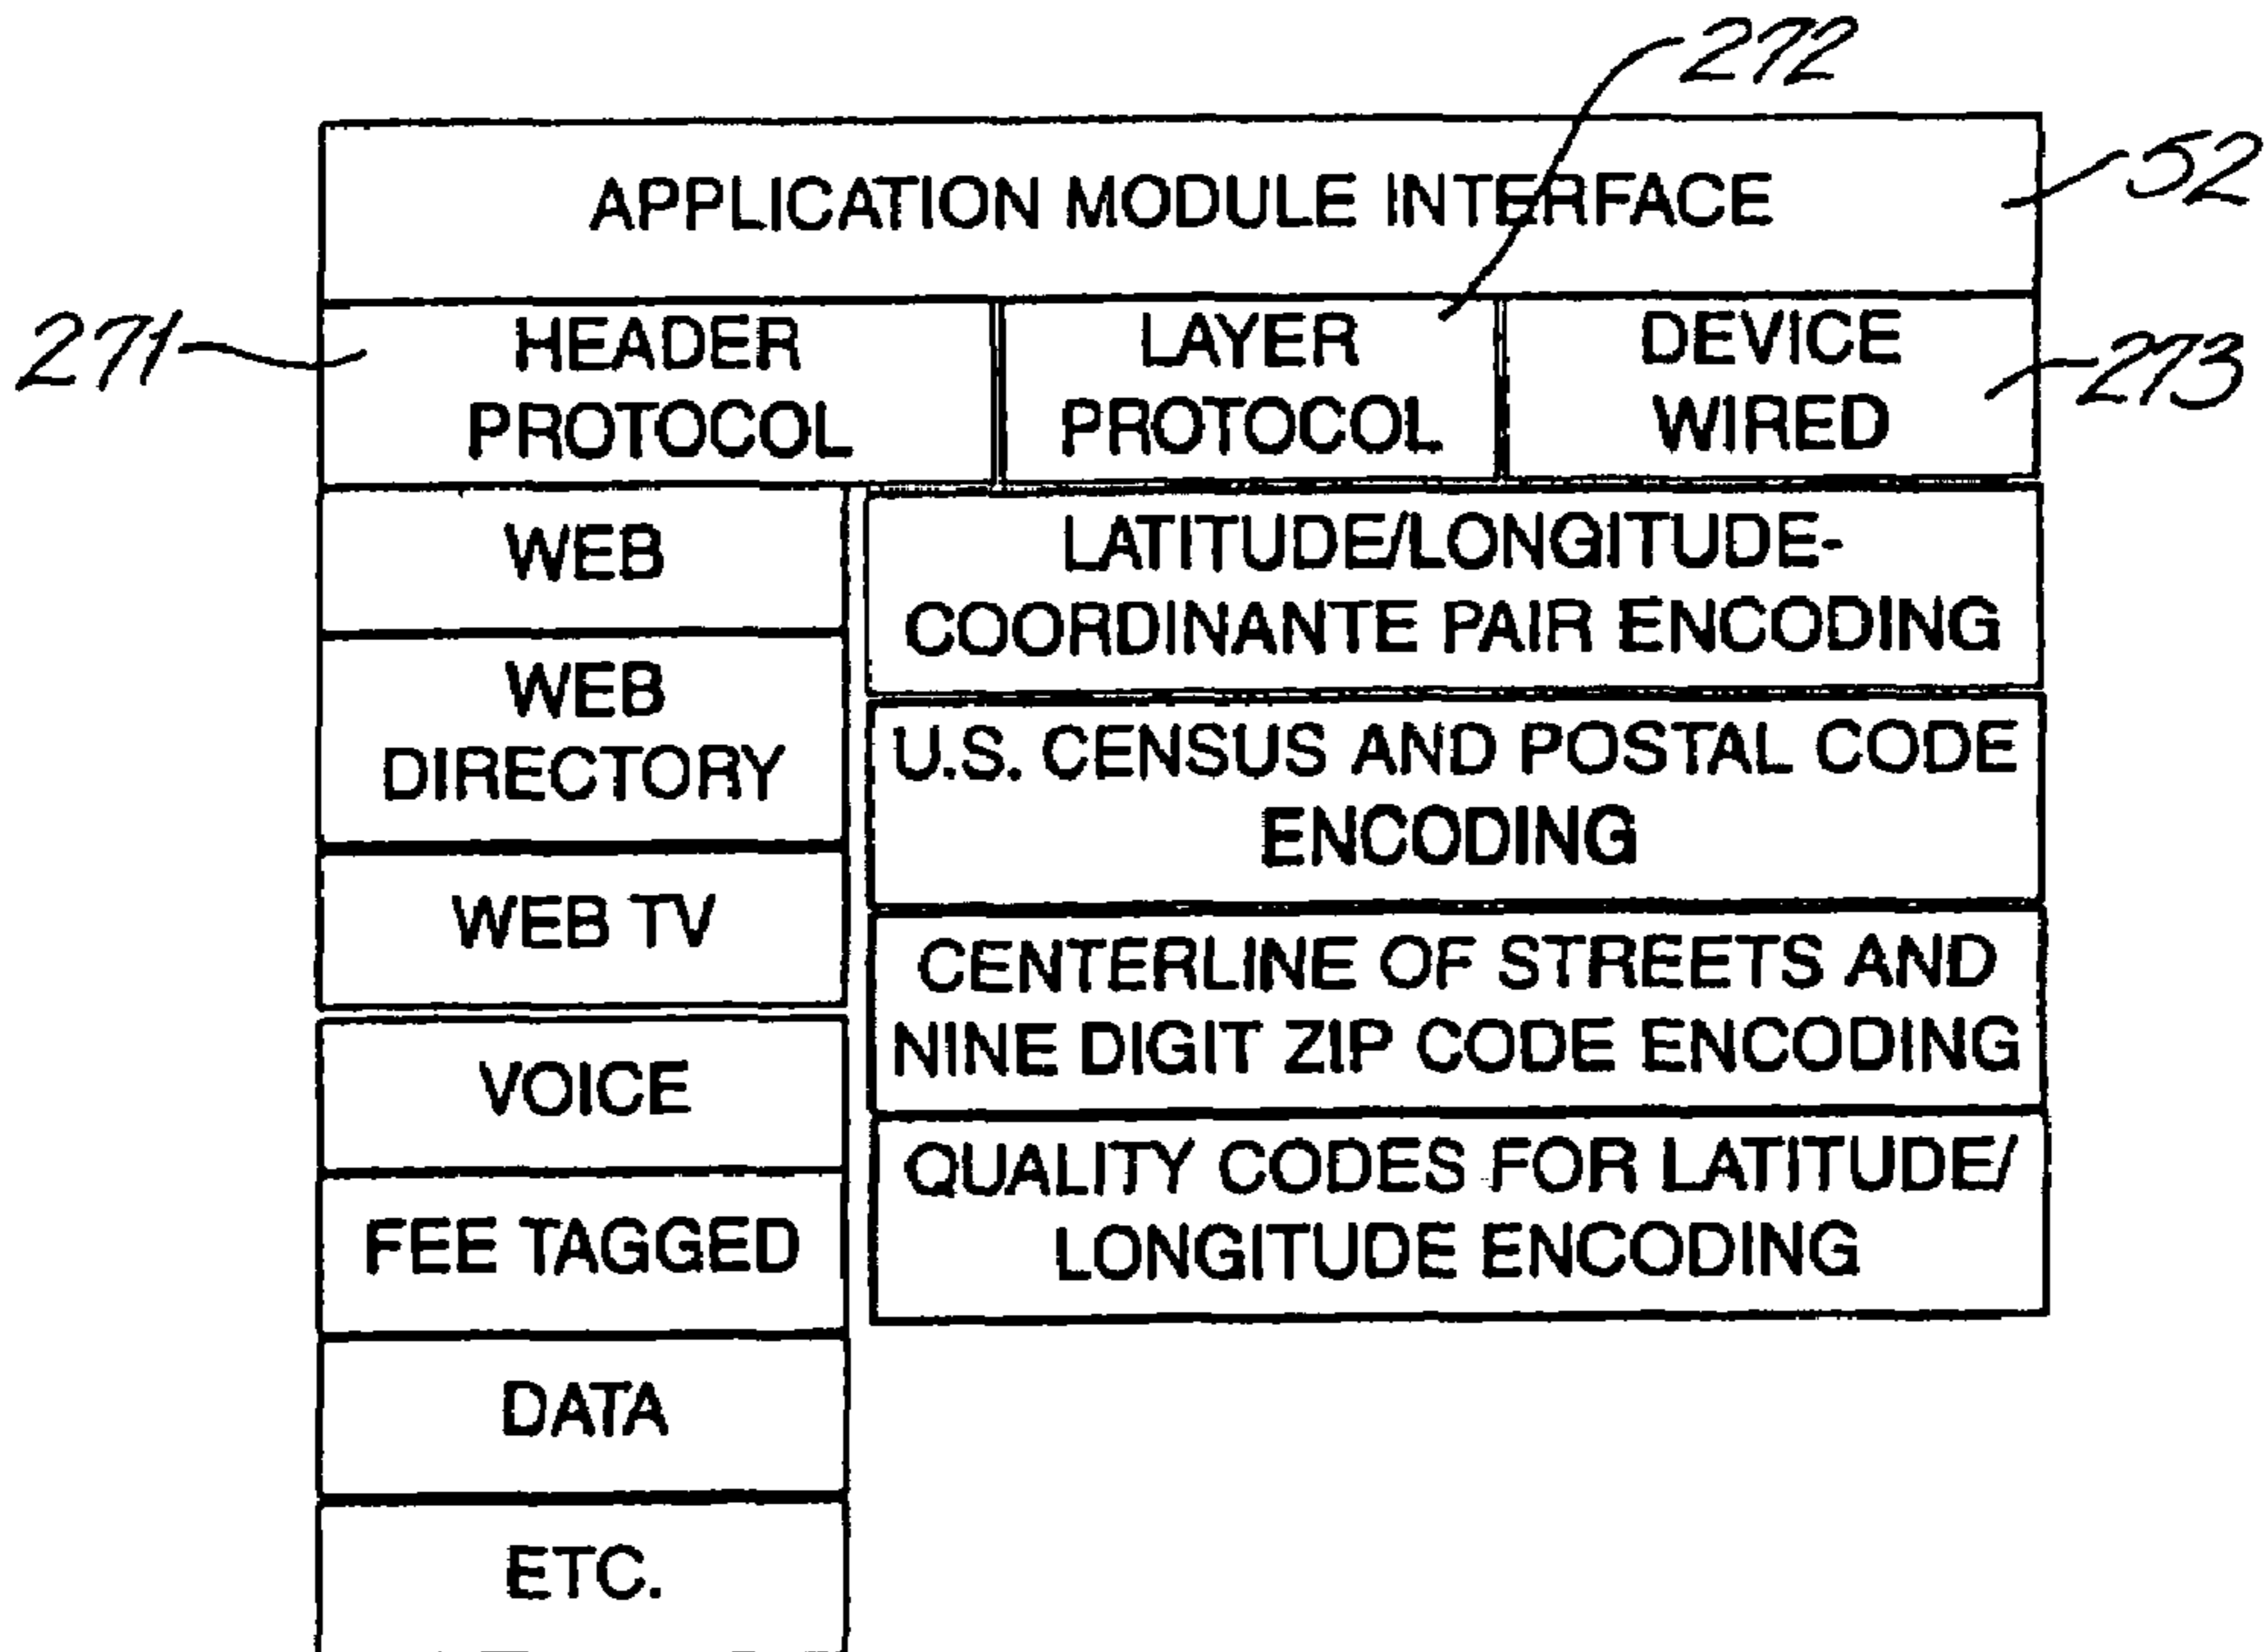 272
APPLICATION MODULE INTERFACE
52
271
HEADER
PROTOCOL
LAYER
PROTOCOL
DEVICE
WIRED
273
WEB
WEB
DIRECTORY
WEB TV
VOICE
FEE TAGGED
DATA
ETC.
LATITUDE/LONGITUDE-
COORDINANTE PAIR ENCODING
U.S. CENSUS AND POSTAL CODE
ENCODING
CENTERLINE OF STREETS AND
NINE DIGIT ZIP CODE ENCODING
QUALITY CODES FOR LATITUDE/
LONGITUDE ENCODING